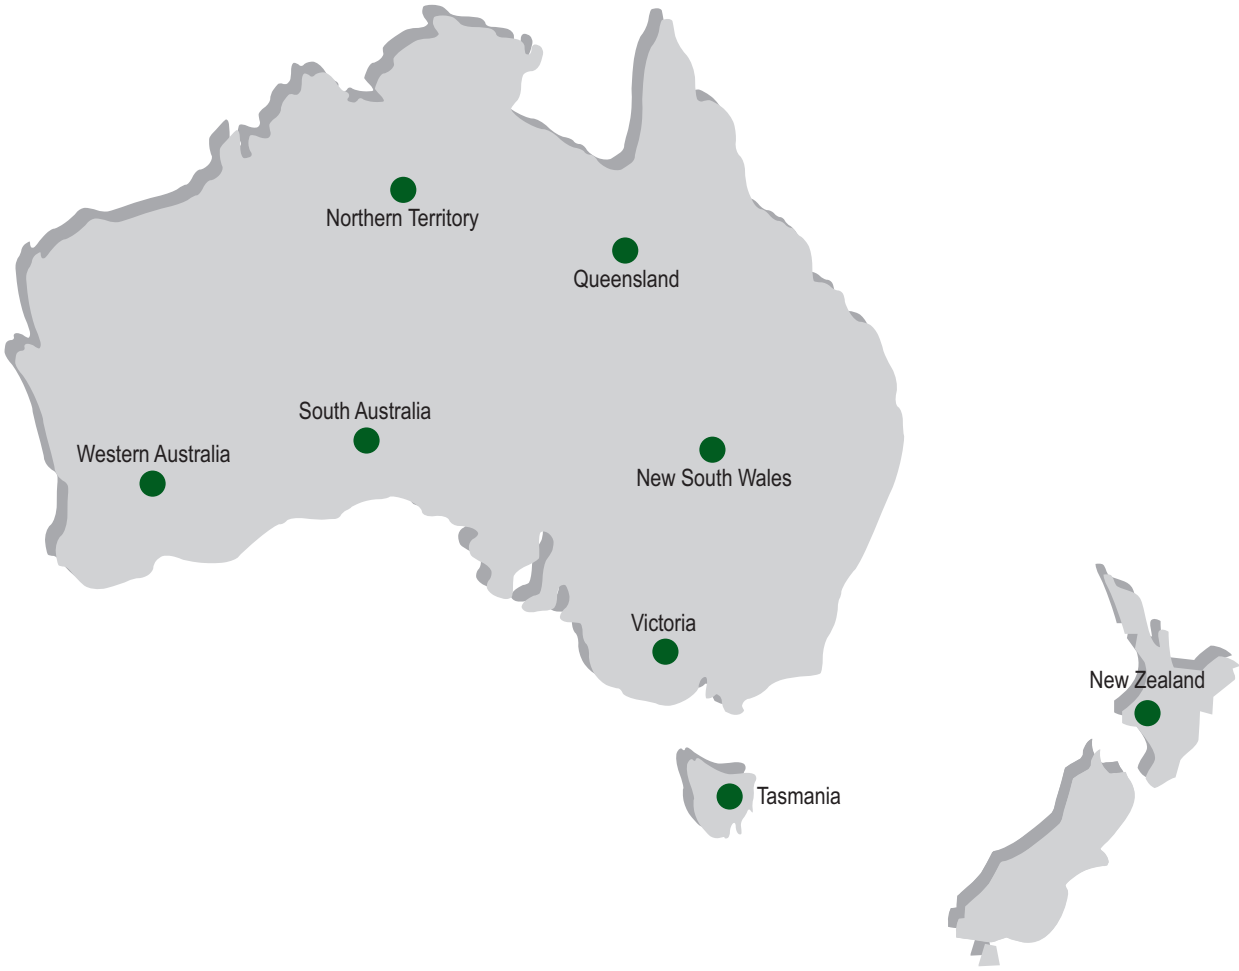 Northern Territory
Queensland
South Australia
Western Australia
New South Wales
Victoria
New Zealand
Tasmania